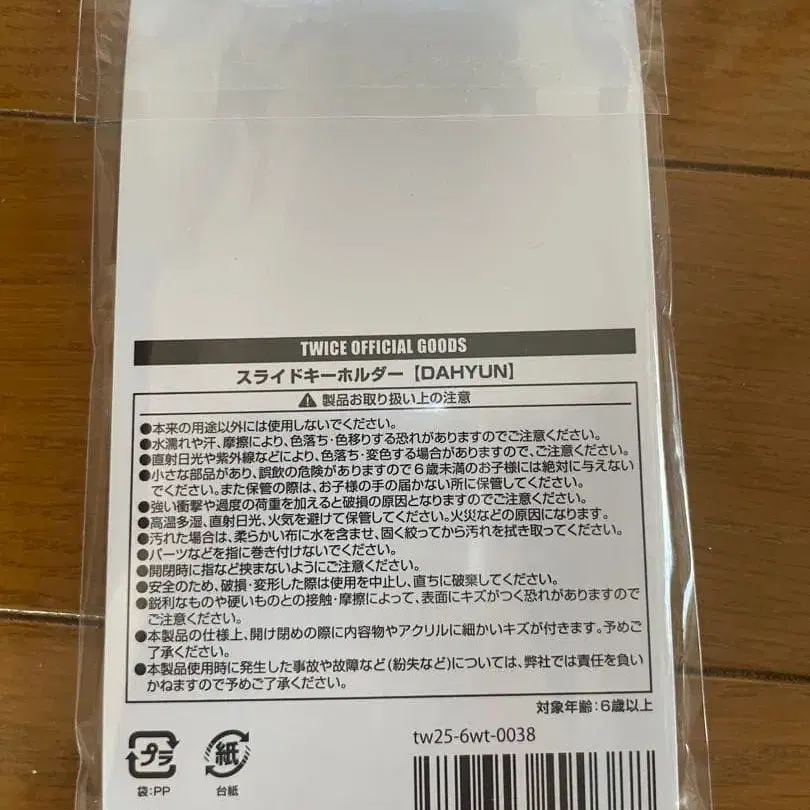 TWICE OFFICIAL GOODS
スライドキーホルダー【DAHYUN】
製品お取り扱い上の注意
●本来の用途以外には使用しないでください。
●水濡れや汗、摩擦により、色落ち・色移りする恐れがありますのでご注意ください。
●直射日光や紫外線などにより、色落ち・変色する場合がありますので、ご注意ください。
●小さな部品があり、誤飲の危険がありますので6歳未満のお子様には絶対に与えない
でください。また保管の際は、お子様の手の届かない所に保管してください。
●強い衝撃や過度の荷重を加えると破損の原因となりますのでご注意ください。
●高温多湿、直射日光、火気を避けて保管してください。火災などの原因になります。
●汚れた場合は、柔らかい布に水を含ませ、固く絞ってから汚れを拭き取ってください。
●パーツなどを指に巻き付けないでください。
●開閉時に指など挟まないようにご注意ください。
●安全のため、破損・変形した際は使用を中止し、直ちに破棄してください。
●鋭利なものや硬いものとの接触・摩擦によって、表面にキズがつく恐れがありますので
ご注意ください。
●本製品の仕様上、開け閉めの際に内容物やアクリルに細かいキズが付きます。予めご
了承ください。
●本製品使用時に発生した事故や故障など(紛失など)については、弊社では責任を負い
かねますので予めご了承ください。
対象年齢:6歳以上
プラ
袋:PP
紙
台紙
tw25-6wt-0038